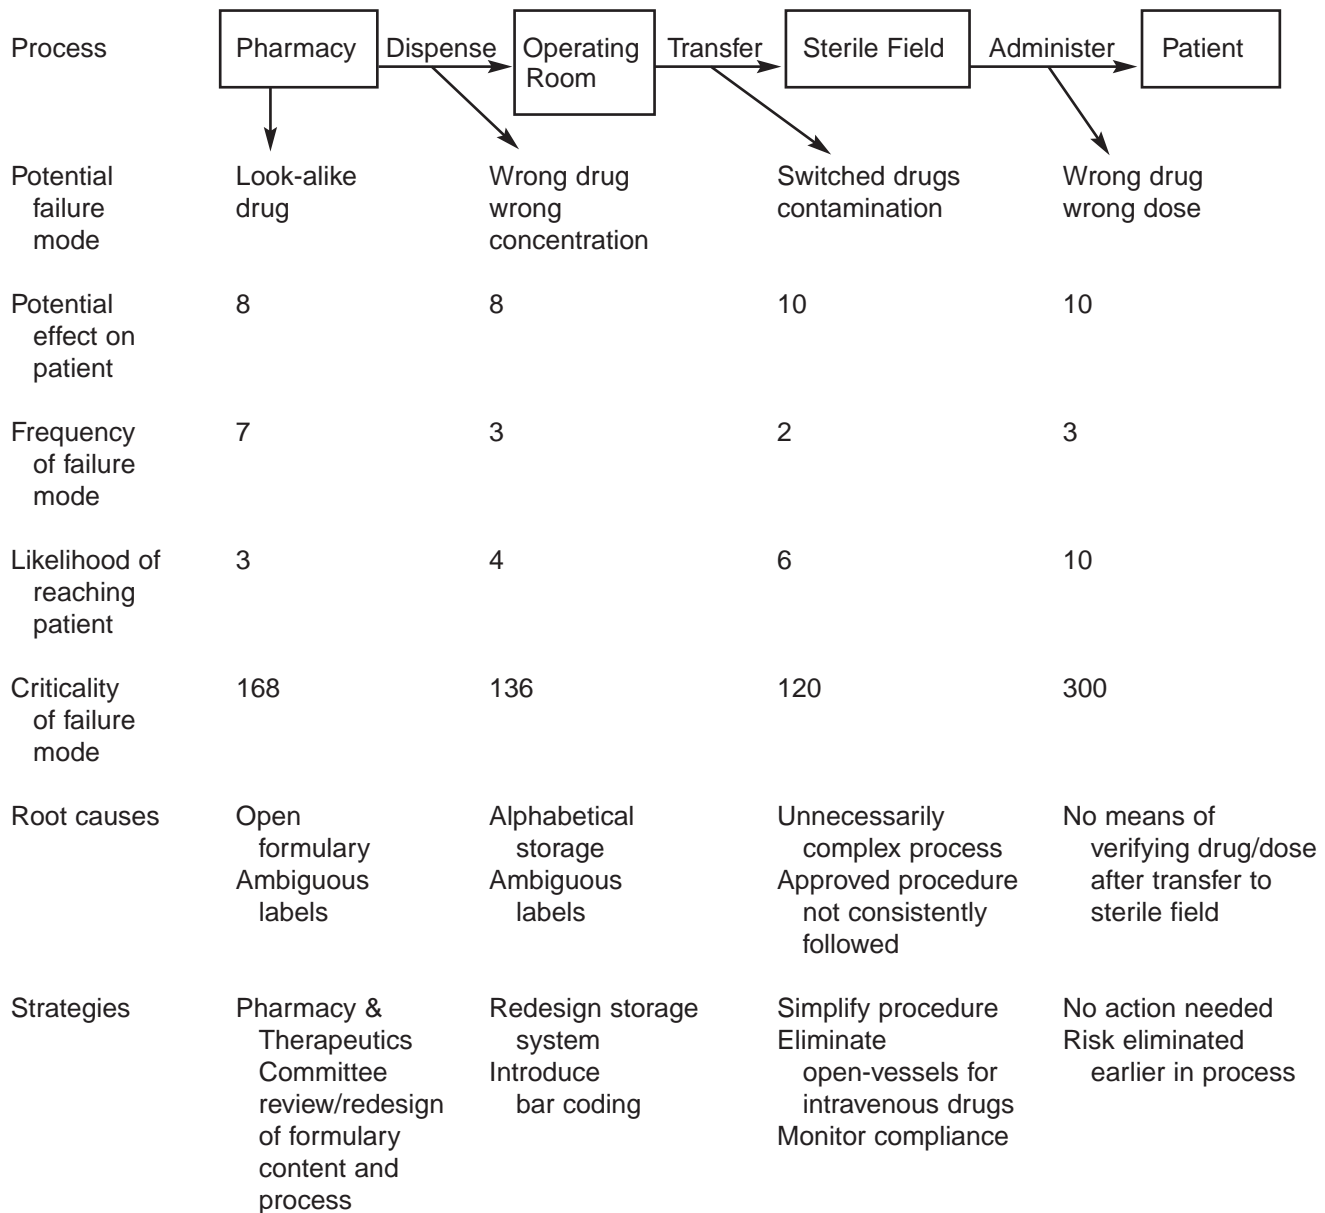 Process
Pharmacy
Dispense
Operating
Room
Transfer
Sterile Field
Administer
Patient
Potential
failure
mode
Look-alike
drug
Wrong drug
wrong
concentration
Switched drugs
contamination
Wrong drug
wrong dose
Potential
effect on
patient
8
8
10
10
Frequency
of failure
mode
7
3
2
3
Likelihood of
reaching
patient
3
4
6
10
Criticality
of failure
mode
168
136
120
300
Root causes
Open
formulary
Ambiguous
labels
Alphabetical
storage
Ambiguous
labels
Unnecessarily
complex process
Approved procedure
not consistently
followed
No means of
verifying drug/dose
after transfer to
sterile field
Strategies
Pharmacy &
Therapeutics
Committee
review/redesign
of formulary
content and
process
Redesign storage
system
Introduce
bar coding
Simplify procedure
Eliminate
open-vessels for
intravenous drugs
Monitor compliance
No action needed
Risk eliminated
earlier in process